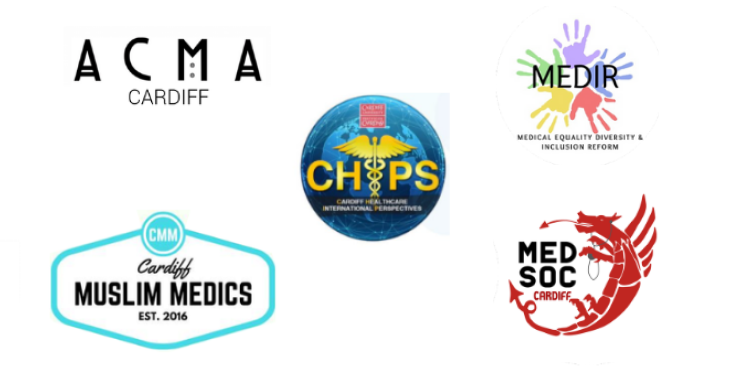 ACMA
CARDIFF
MEDIR
MEDICAL EQUALITY DIVERSITY &
INCLUSION REFORM
CHIPS
CARDIFF HEALTHCARE
INTERNATIONAL PERSPECTIVES
CMM
Cardiff
MUSLIM MEDICS
EST. 2016
MED
SOC
CARDIFF